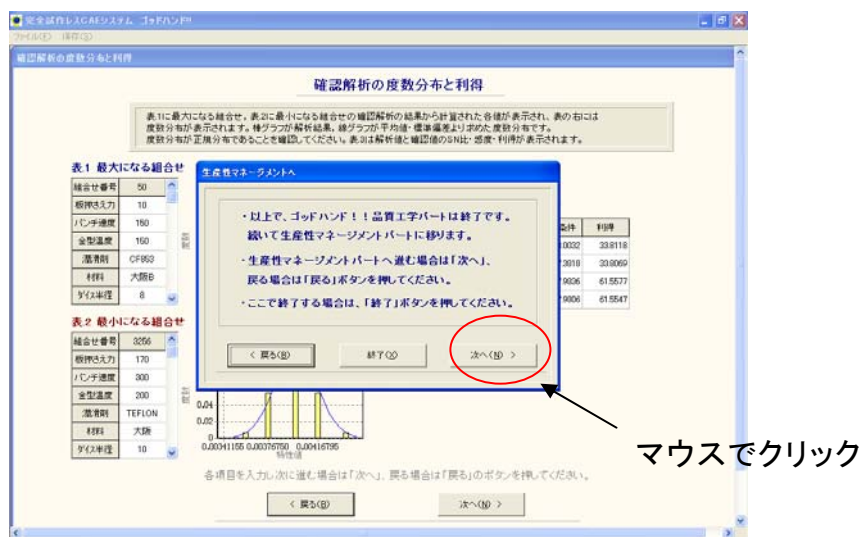 完全試作レスCAEシステム ゴッドハンド!!
ファイル(F) 保存(S)
確認解析の度数分布と利得
確認解析の度数分布と利得
表.1に最大になる組合せ，表.2に最小になる組合せの確認解析の結果から計算された各値が表示され、表の右には
度数分布が表示されます。棒グラフが解析結果，線グラフが平均値・標準偏差より求めた度数分布です。
度数分布が正規分布であることを確認してください。表.3は解析値と確認値のSN比・感度・利得が表示されます。
表.1 最大になる組合せ
組合せ番号 50
板押さえ力 10
パンチ速度 160
金型温度 160
潤滑剤 CF853
材料 大阪B
ダイス半径 8
度数
条件 利得
33.8118
33.8069
61.5577
61.5547
生産性マネージメントへ
・以上で、ゴッドハンド！！品質工学パートは終了です。
続いて生産性マネージメントパートに移ります。
・生産性マネージメントパートへ進む場合は「次へ」、
戻る場合は「戻る」ボタンを押してください。
・ここで終了する場合は、「終了」ボタンを押してください。
< 戻る(B) 終了(X) 次へ(N) >
表.2 最小になる組合せ
組合せ番号 3256
板押さえ力 170
パンチ速度 300
金型温度 200
潤滑剤 TEFLON
材料 大阪
ダイス半径 10
度数
0.04
0.02
0
0.00341155 0.00376750 0.00416795
特性値
マウスでクリック
各項目を入力し次に進む場合は「次へ」、戻る場合は「戻る」のボタンを押してください。
< 戻る(B) 次へ(N) >